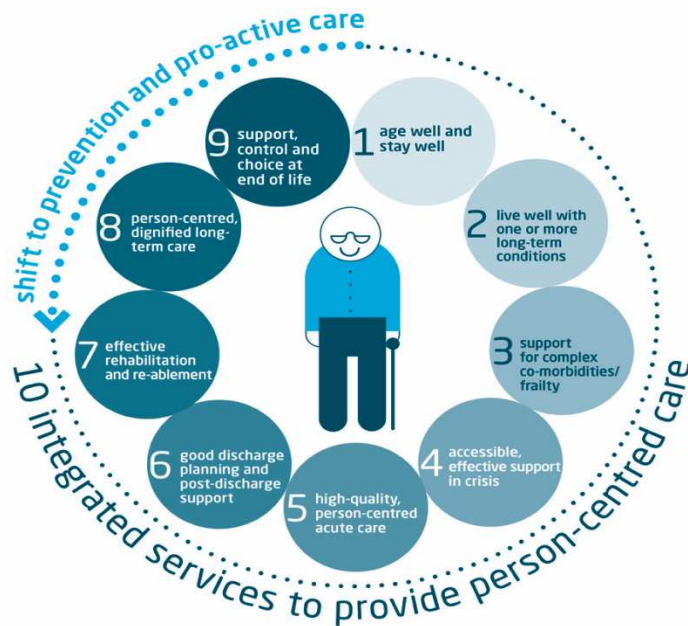 shift to prevention and pro-active care
1 age well and
stay well
2 live well with
one or more
long-term
conditions
3 support
for complex
co-morbidities/
frailty
4 accessible,
effective support
in crisis
5 high-quality,
person-centred
acute care
6 good discharge
planning and
post-discharge
support
7 effective
rehabilitation
and re-ablement
8 person-centred,
dignified long-
term care
9 support,
control and
choice at
end of life
10 integrated services to provide person-centred care